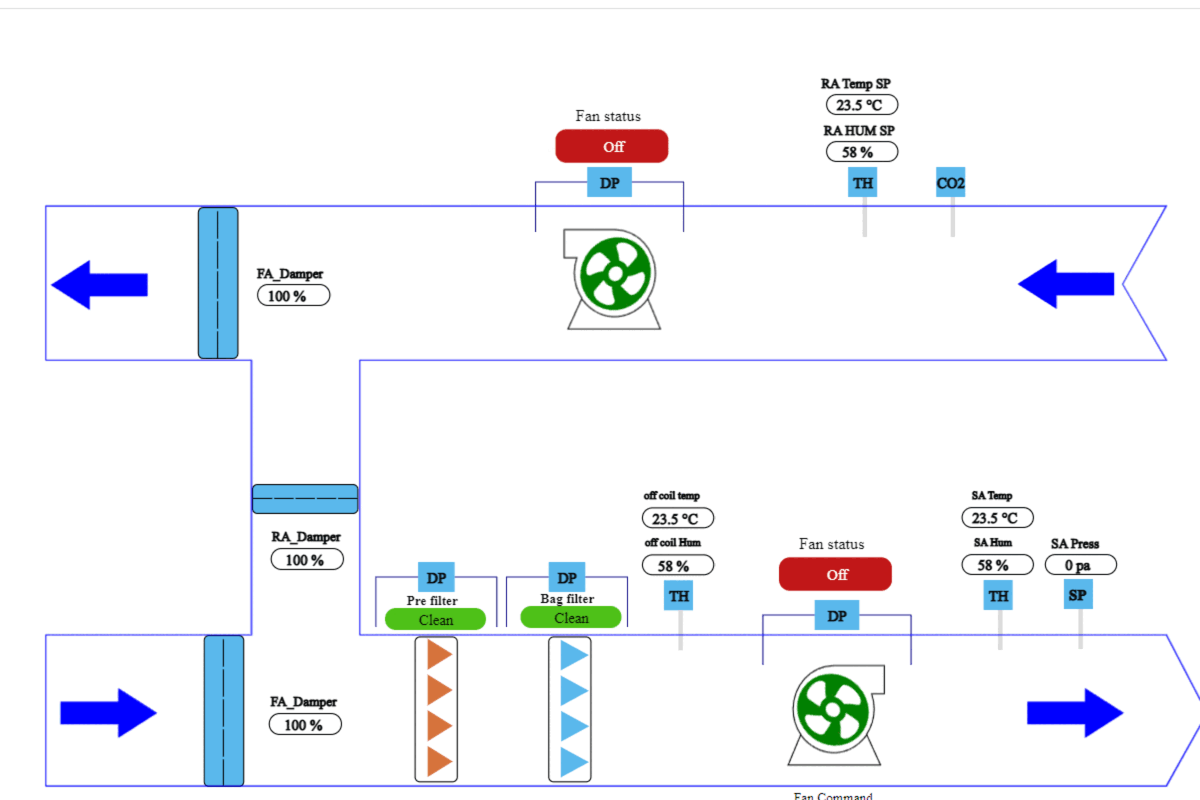 RA Temp SP
23.5 °C
Fan status
RA HUM SP
Off
58 %
DP
TH
CO2
FA_Damper
100 %
off coil temp
SA Temp
23.5 °C
23.5 °C
RA_Damper
off coil Hum
Fan status
SA Hum
SA Press
100 %
58 %
58 %
0 pa
DP
DP
Off
Pre filter
Bag filter
TH
TH
SP
Clean
Clean
DP
FA_Damper
100 %
Fan Command